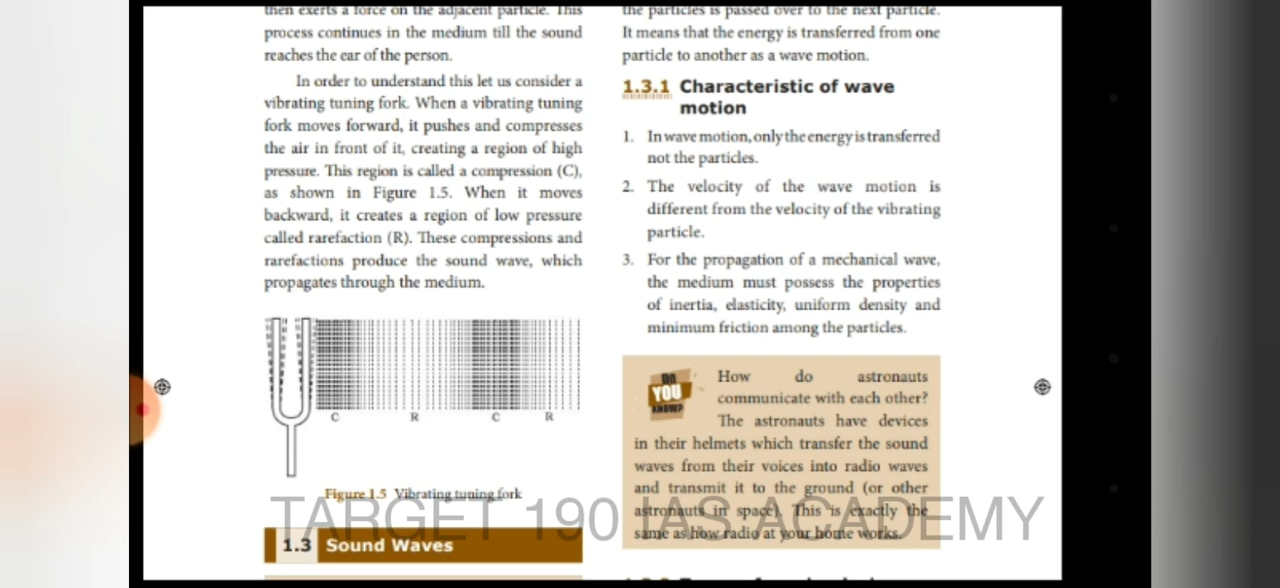 then exerts a force on the adjacent particle. This
process continues in the medium till the sound
reaches the ear of the person.
In order to understand this let us consider a
vibrating tuning fork. When a vibrating tuning
fork moves forward, it pushes and compresses
the air in front of it, creating a region of high
pressure. This region is called a compression (C),
as shown in Figure 1.5. When it moves
backward, it creates a region of low pressure
called rarefaction (R). These compressions and
rarefactions produce the sound wave, which
propagates through the medium.
C R C R
Figure 1.5 Vibrating tuning fork
1.3 Sound Waves
the particles is passed over to the next particle.
It means that the energy is transferred from one
particle to another as a wave motion.
1.3.1 Characteristic of wave
motion
1. In wave motion, only the energy is transferred
not the particles.
2. The velocity of the wave motion is
different from the velocity of the vibrating
particle.
3. For the propagation of a mechanical wave,
the medium must possess the properties
of inertia, elasticity, uniform density and
minimum friction among the particles.
DO
YOU
KNOW?
How do astronauts
communicate with each other?
The astronauts have devices
in their helmets which transfer the sound
waves from their voices into radio waves
and transmit it to the ground (or other
astronauts in space). This is exactly the
same as how radio at your home works.
TARGET 190 IAS ACADEMY